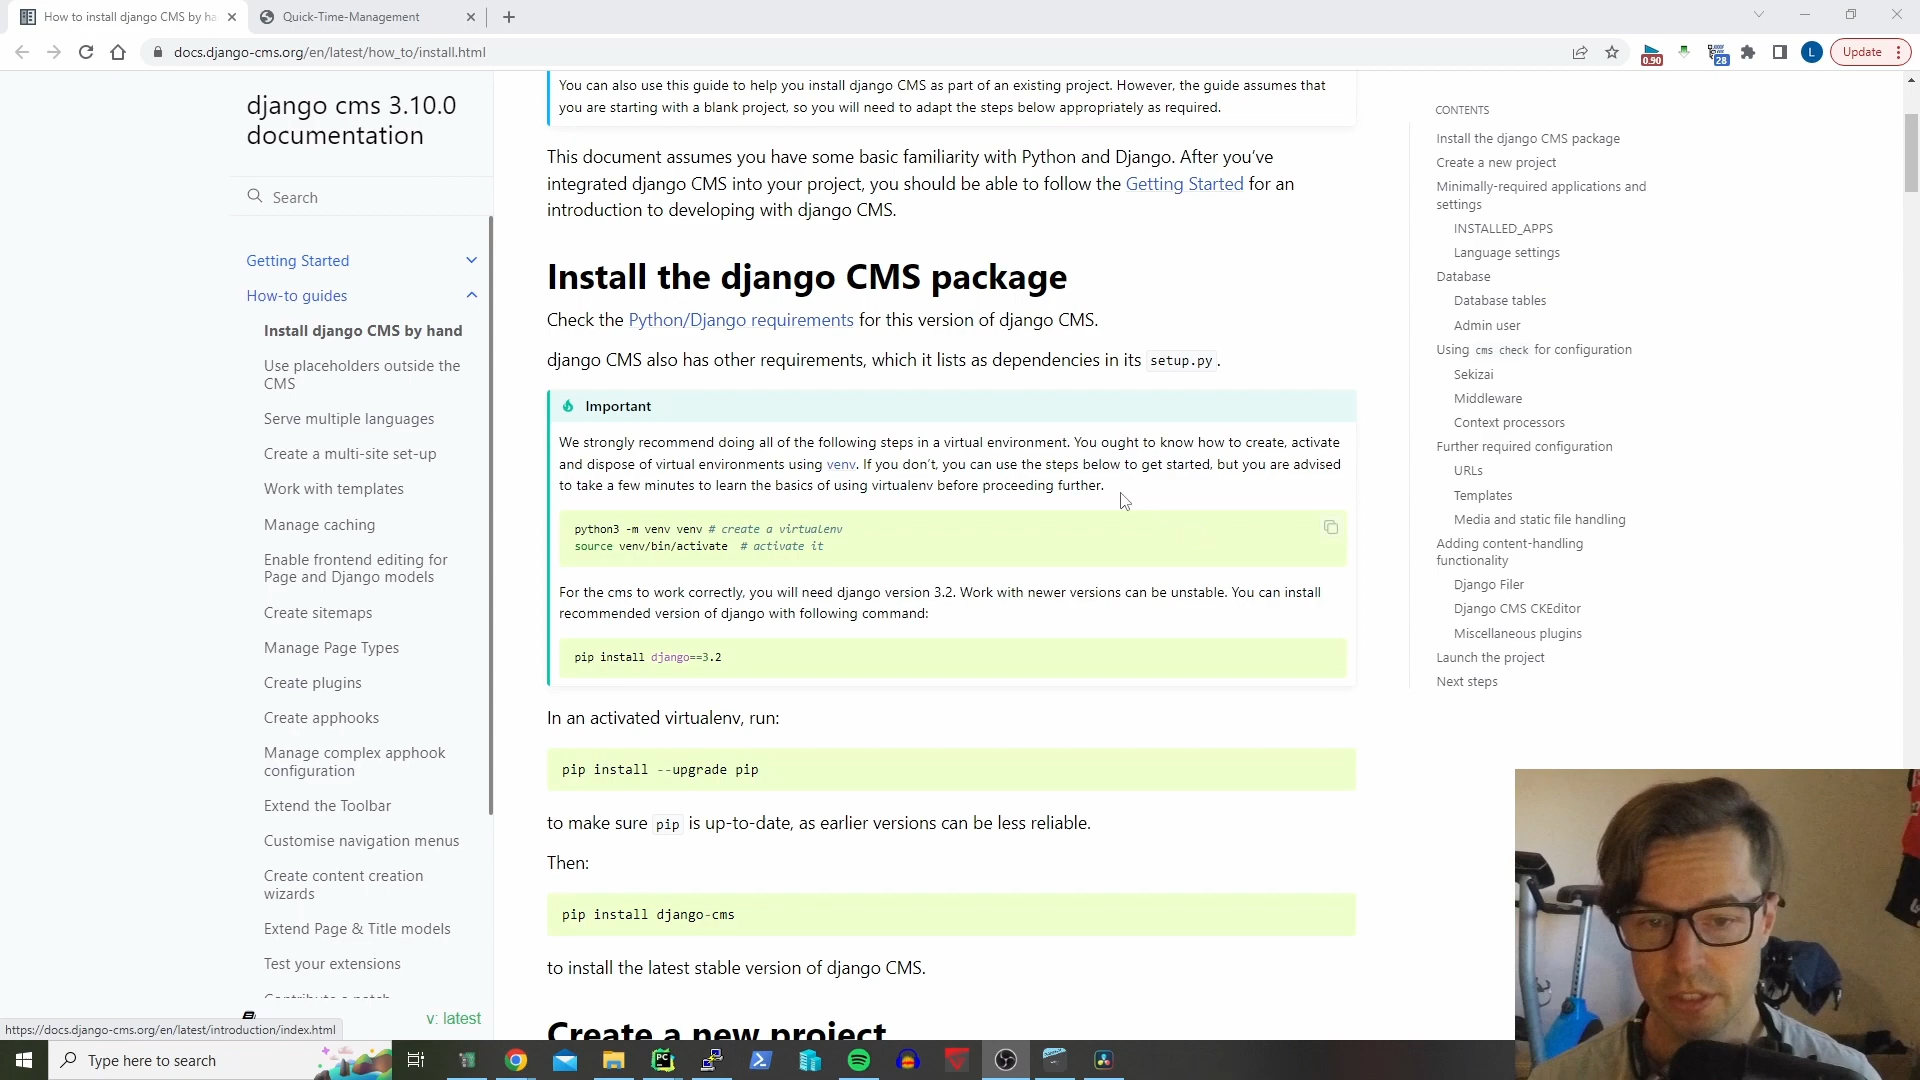 How to install django CMS by ha
Quick-Time-Management
docs.django-cms.org/en/latest/how_to/install.html
0.90
28
L
Update
django cms 3.10.0
documentation
Search
Getting Started
How-to guides
Install django CMS by hand
Use placeholders outside the
CMS
Serve multiple languages
Create a multi-site set-up
Work with templates
Manage caching
Enable frontend editing for
Page and Django models
Create sitemaps
Manage Page Types
Create plugins
Create apphooks
Manage complex apphook
configuration
Extend the Toolbar
Customise navigation menus
Create content creation
wizards
Extend Page & Title models
Test your extensions
Contribute a patch
v: latest
https://docs.django-cms.org/en/latest/introduction/index.html
You can also use this guide to help you install django CMS as part of an existing project. However, the guide assumes that
you are starting with a blank project, so you will need to adapt the steps below appropriately as required.
This document assumes you have some basic familiarity with Python and Django. After you've
integrated django CMS into your project, you should be able to follow the Getting Started for an
introduction to developing with django CMS.
Install the django CMS package
Check the Python/Django requirements for this version of django CMS.
django CMS also has other requirements, which it lists as dependencies in its setup.py.
Important
We strongly recommend doing all of the following steps in a virtual environment. You ought to know how to create, activate
and dispose of virtual environments using venv. If you don't, you can use the steps below to get started, but you are advised
to take a few minutes to learn the basics of using virtualenv before proceeding further.
python3 -m venv venv # create a virtualenv
source venv/bin/activate # activate it
For the cms to work correctly, you will need django version 3.2. Work with newer versions can be unstable. You can install
recommended version of django with following command:
pip install django==3.2
In an activated virtualenv, run:
pip install --upgrade pip
to make sure pip is up-to-date, as earlier versions can be less reliable.
Then:
pip install django-cms
to install the latest stable version of django CMS.
Create a new project
CONTENTS
Install the django CMS package
Create a new project
Minimally-required applications and
settings
INSTALLED_APPS
Language settings
Database
Database tables
Admin user
Using cms check for configuration
Sekizai
Middleware
Context processors
Further required configuration
URLs
Templates
Media and static file handling
Adding content-handling
functionality
Django Filer
Django CMS CKEditor
Miscellaneous plugins
Launch the project
Next steps
Type here to search